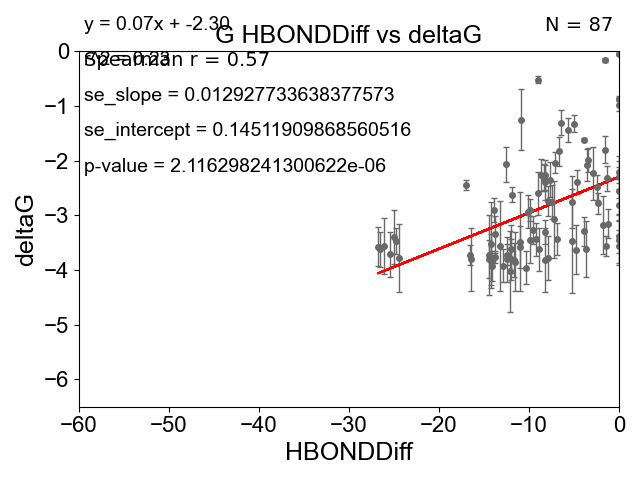 y = 0.07x + -2.30
N = 87
G HBONDDiff vs deltaG
Spearman r = 0.57
se_slope = 0.012927733638377573
se_intercept = 0.14511909868560516
p-value = 2.116298241300622e-06
0
−1
−2
−3
−4
−5
−6
deltaG
−60
−50
−40
−30
−20
−10
0
HBONDDiff